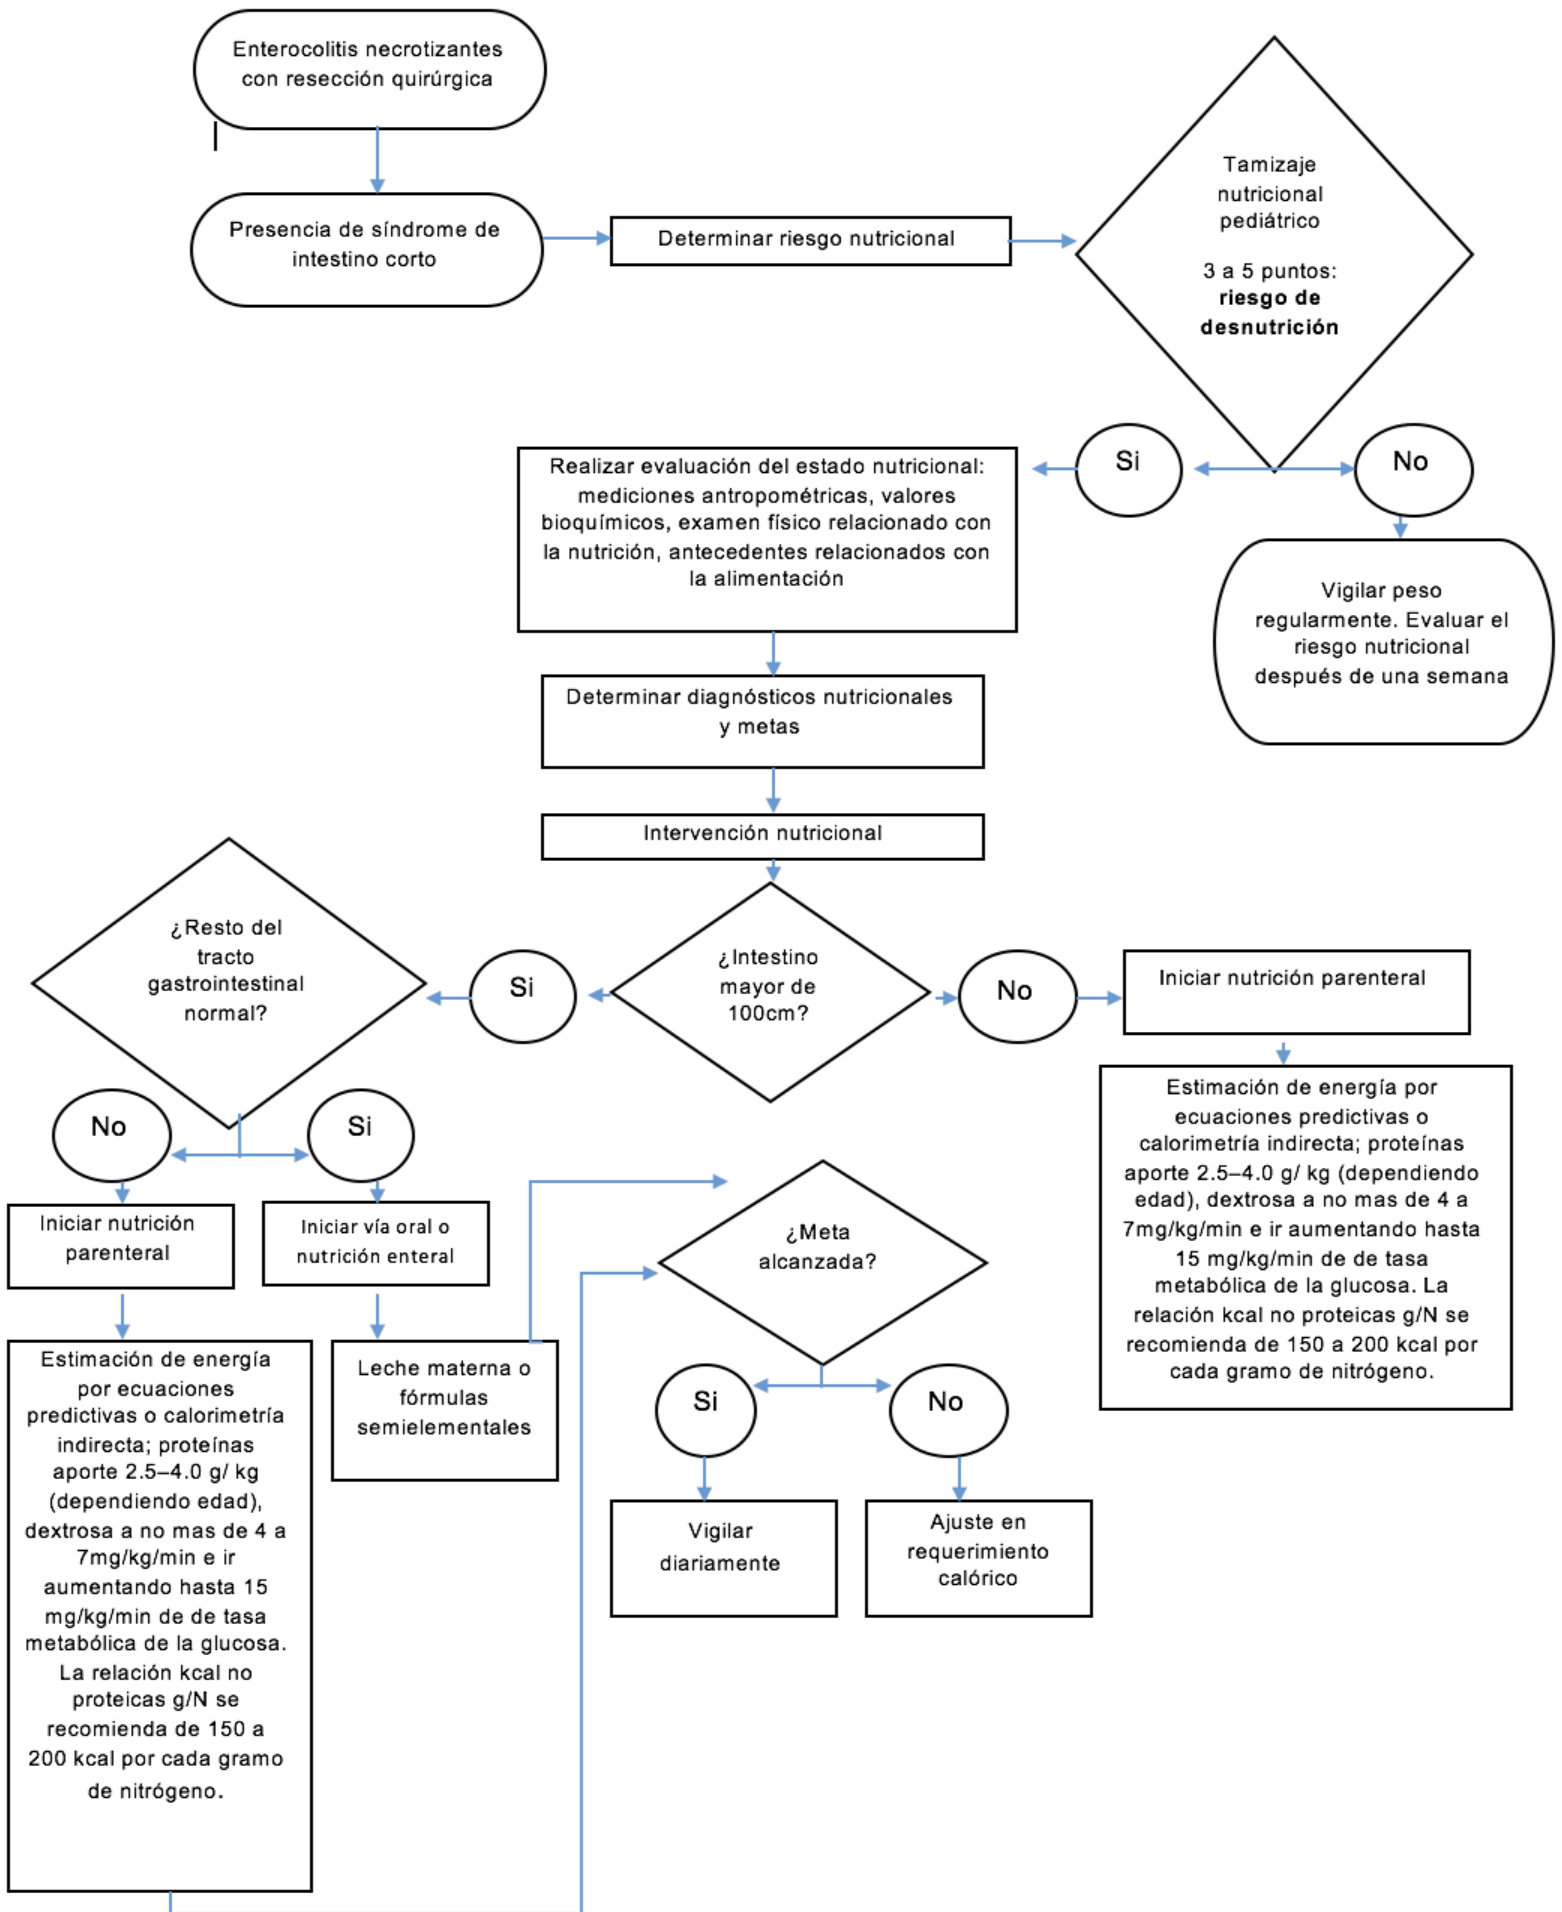 Enterocolitis necrotizantes
con resección quirúrgica
Presencia de síndrome de
intestino corto
Determinar riesgo nutricional
Tamizaje
nutricional
pediátrico
3 a 5 puntos:
riesgo de
desnutrición
Si
No
Realizar evaluación del estado nutricional:
mediciones antropométricas, valores
bioquímicos, examen físico relacionado con
la nutrición, antecedentes relacionados con
la alimentación
Vigilar peso
regularmente. Evaluar el
riesgo nutricional
después de una semana
Determinar diagnósticos nutricionales
y metas
Intervención nutricional
¿Intestino
mayor de
100cm?
Si
No
¿Resto del
tracto
gastrointestinal
normal?
Iniciar nutrición parenteral
Estimación de energía por
ecuaciones predictivas o
calorimetría indirecta; proteínas
aporte 2.5–4.0 g/ kg (dependiendo
edad), dextrosa a no mas de 4 a
7mg/kg/min e ir aumentando hasta
15 mg/kg/min de de tasa
metabólica de la glucosa. La
relación kcal no proteicas g/N se
recomienda de 150 a 200 kcal por
cada gramo de nitrógeno.
No
Si
Iniciar nutrición
parenteral
Iniciar vía oral o
nutrición enteral
Estimación de energía
por ecuaciones
predictivas o calorimetría
indirecta; proteínas
aporte 2.5–4.0 g/ kg
(dependiendo edad),
dextrosa a no mas de 4 a
7mg/kg/min e ir
aumentando hasta 15
mg/kg/min de de tasa
metabólica de la glucosa.
La relación kcal no
proteicas g/N se
recomienda de 150 a
200 kcal por cada gramo
de nitrógeno.
Leche materna o
fórmulas
semielementales
¿Meta
alcanzada?
Si
No
Vigilar
diariamente
Ajuste en
requerimiento
calórico